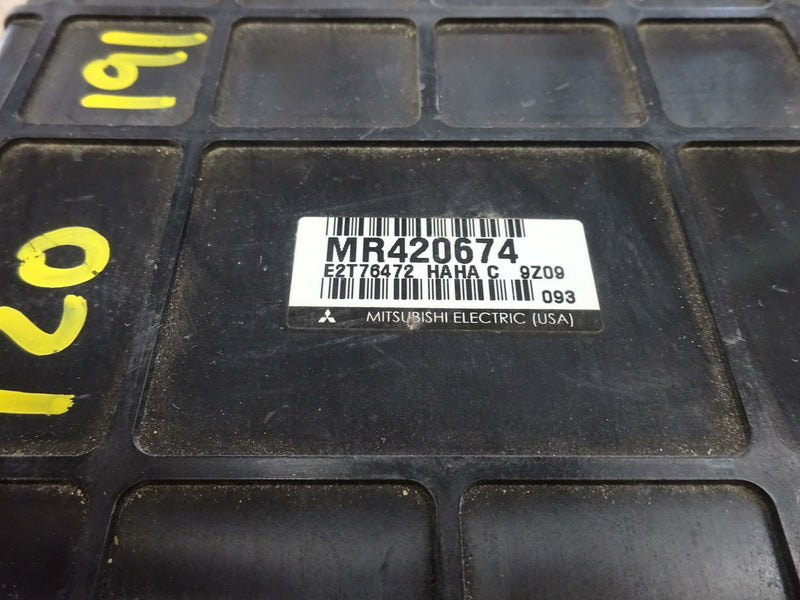 191
120
MR420674
E2T76472 HAHA C 9Z09
093
MITSUBISHI ELECTRIC (USA)